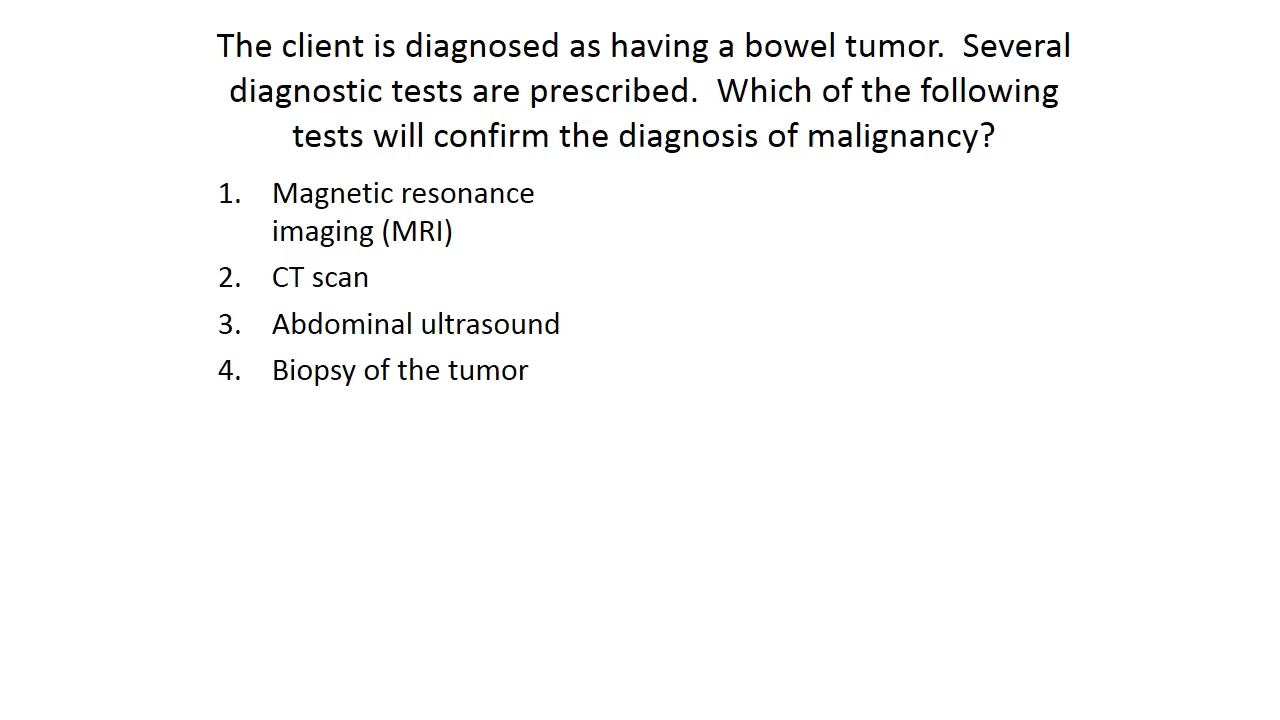 The client is diagnosed as having a bowel tumor.  Several
diagnostic tests are prescribed.  Which of the following
tests will confirm the diagnosis of malignancy?
1. Magnetic resonance
imaging (MRI)
2. CT scan
3. Abdominal ultrasound
4. Biopsy of the tumor